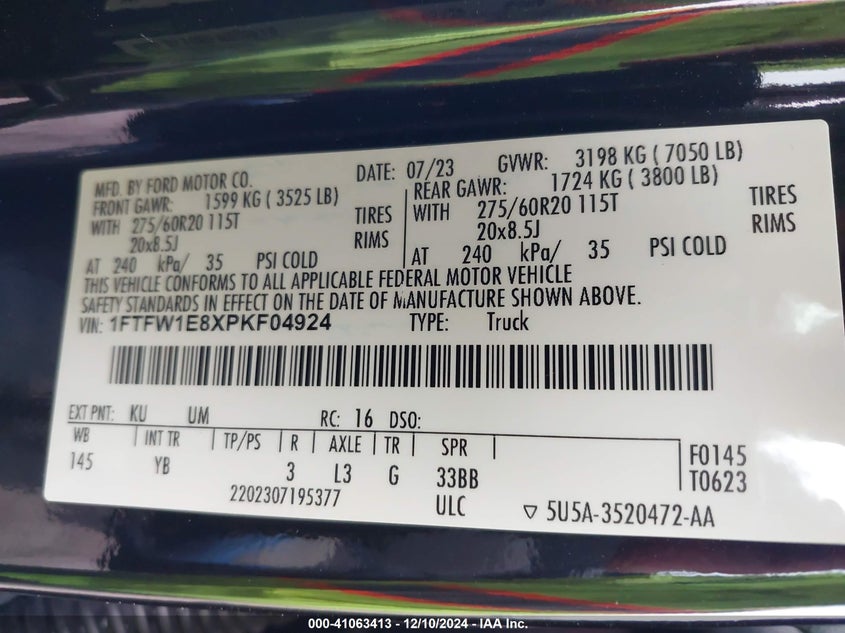 MFD. BY FORD MOTOR CO. DATE: 07/23 GVWR: 3198 KG ( 7050 LB)
FRONT GAWR: 1599 KG ( 3525 LB) REAR GAWR: 1724 KG ( 3800 LB)
WITH 275/60R20 115T TIRES WITH 275/60R20 115T TIRES
20x8.5J RIMS 20x8.5J RIMS
AT 240 kPa/ 35 PSI COLD AT 240 kPa/ 35 PSI COLD
THIS VEHICLE CONFORMS TO ALL APPLICABLE FEDERAL MOTOR VEHICLE
SAFETY STANDARDS IN EFFECT ON THE DATE OF MANUFACTURE SHOWN ABOVE.
VIN: 1FTFW1E8XPKF04924 TYPE: Truck
EXT PNT: KU UM RC: 16 DSO:
WB INT TR TP/PS R AXLE TR SPR F0145
145 YB 3 L3 G 33BB T0623
2202307195377 ULC ▽ 5U5A-3520472-AA
000-41063413 - 12/10/2024 - IAA Inc.